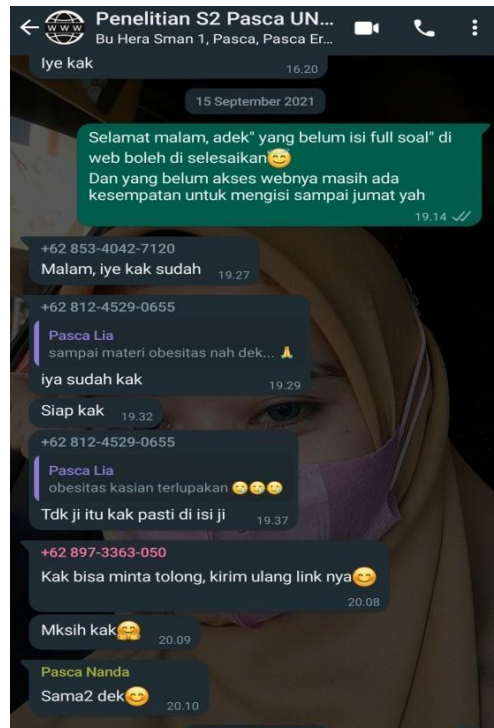 Penelitian S2 Pasca UN...
WWW
Bu Hera Sman 1, Pasca, Pasca Er...
Iye kak
16.20
15 September 2021
Selamat malam, adek" yang belum isi full soal" di
web boleh di selesaikan😇
Dan yang belum akses webnya masih ada
kesempatan untuk mengisi sampai jumat yah
19.14
+62 853-4042-7120
Malam, iye kak sudah 19.27
+62 812-4529-0655
Pasca Lia
sampai materi obesitas nah dek... 🙏
iya sudah kak
19.29
Siap kak 19.32
+62 812-4529-0655
Pasca Lia
obesitas kasian terlupakan 🥲🥲🥲
Tdk ji itu kak pasti di isi ji 19.37
+62 897-3363-050
Kak bisa minta tolong, kirim ulang link nya😊
20.08
Mksih kak🤗 20.09
Pasca Nanda
Sama2 dek😊 20.10